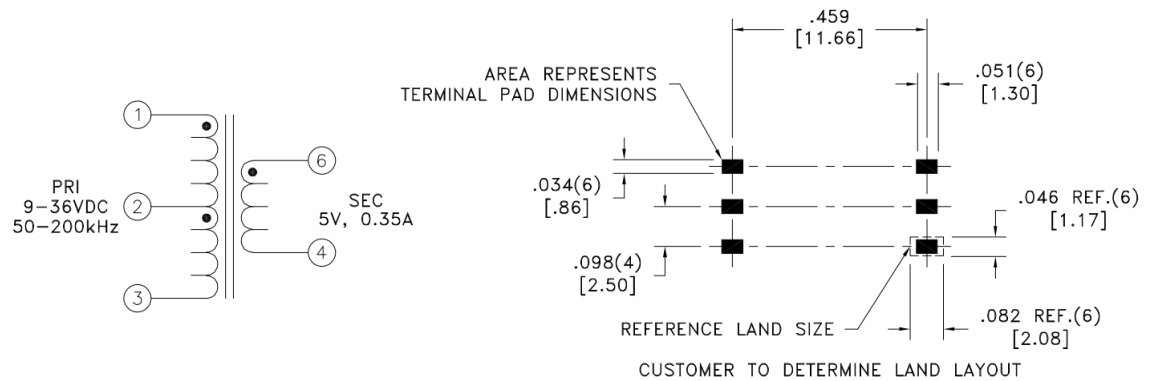 1
2
3
PRI
9-36VDC
50-200kHz
6
4
SEC
5V, 0.35A
.459
[11.66]
AREA REPRESENTS
TERMINAL PAD DIMENSIONS
.051(6)
[1.30]
.034(6)
[.86]
.046 REF.(6)
[1.17]
.098(4)
[2.50]
REFERENCE LAND SIZE
.082 REF.(6)
[2.08]
CUSTOMER TO DETERMINE LAND LAYOUT